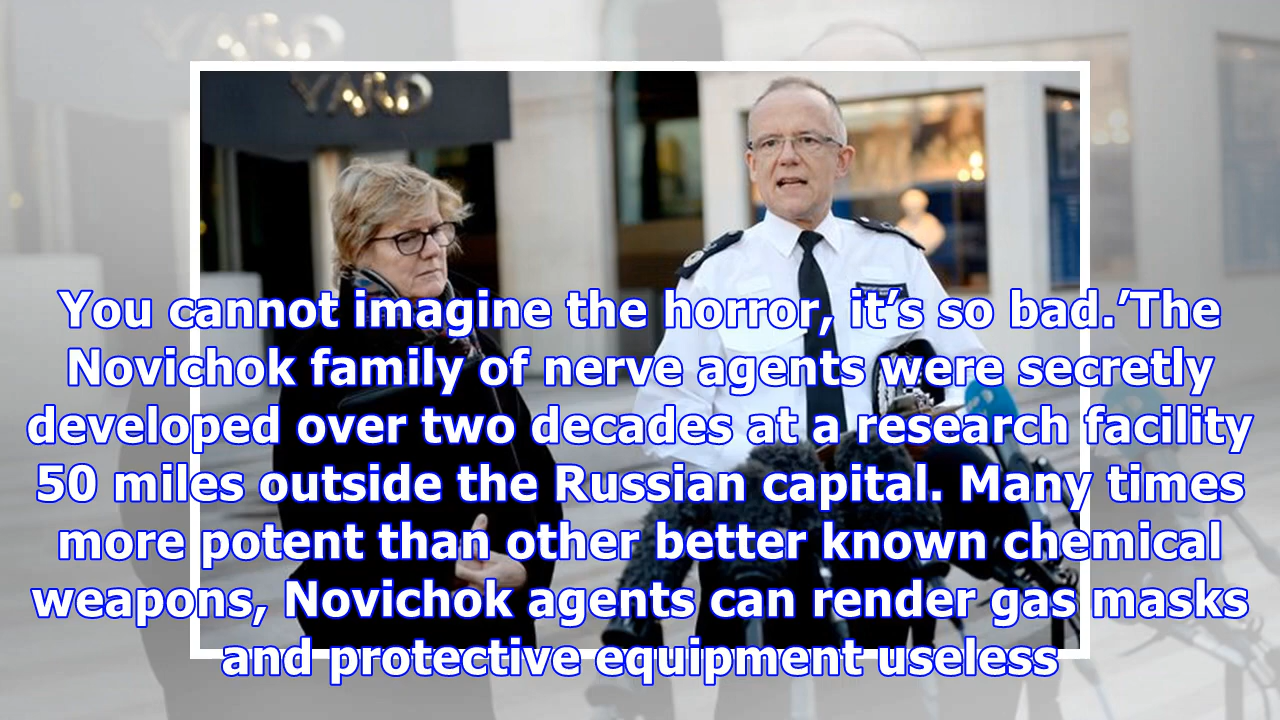 YARD
You cannot imagine the horror, it’s so bad.’The
Novichok family of nerve agents were secretly
developed over two decades at a research facility
50 miles outside the Russian capital. Many times
more potent than other better known chemical
weapons, Novichok agents can render gas masks
and protective equipment useless